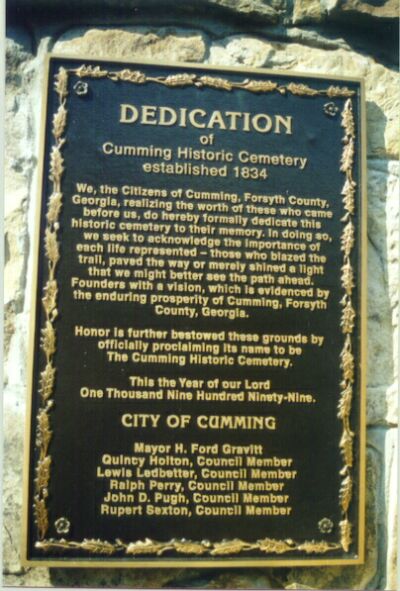 DEDICATION
of
Cumming Historic Cemetery
established 1834
We, the Citizens of Cumming, Forsyth County,
Georgia, realizing the worth of these who came
before us, do hereby formally dedicate this
historic cemetery to their memory. In doing so,
we seek to acknowledge the importance of
each life represented – those who blazed the
trail, paved the way or merely shined a light
that we might better see the path ahead.
Founders with a vision, which is evidenced by
the enduring prosperity of Cumming, Forsyth
County, Georgia.
Honor is further bestowed these grounds by
officially proclaiming its name to be
The Cumming Historic Cemetery.
This the Year of our Lord
One Thousand Nine Hundred Ninety-Nine.
CITY OF CUMMING
Mayor H. Ford Gravitt
Quincy Holton, Council Member
Lewis Ledbetter, Council Member
Ralph Perry, Council Member
John D. Pugh, Council Member
Rupert Sexton, Council Member